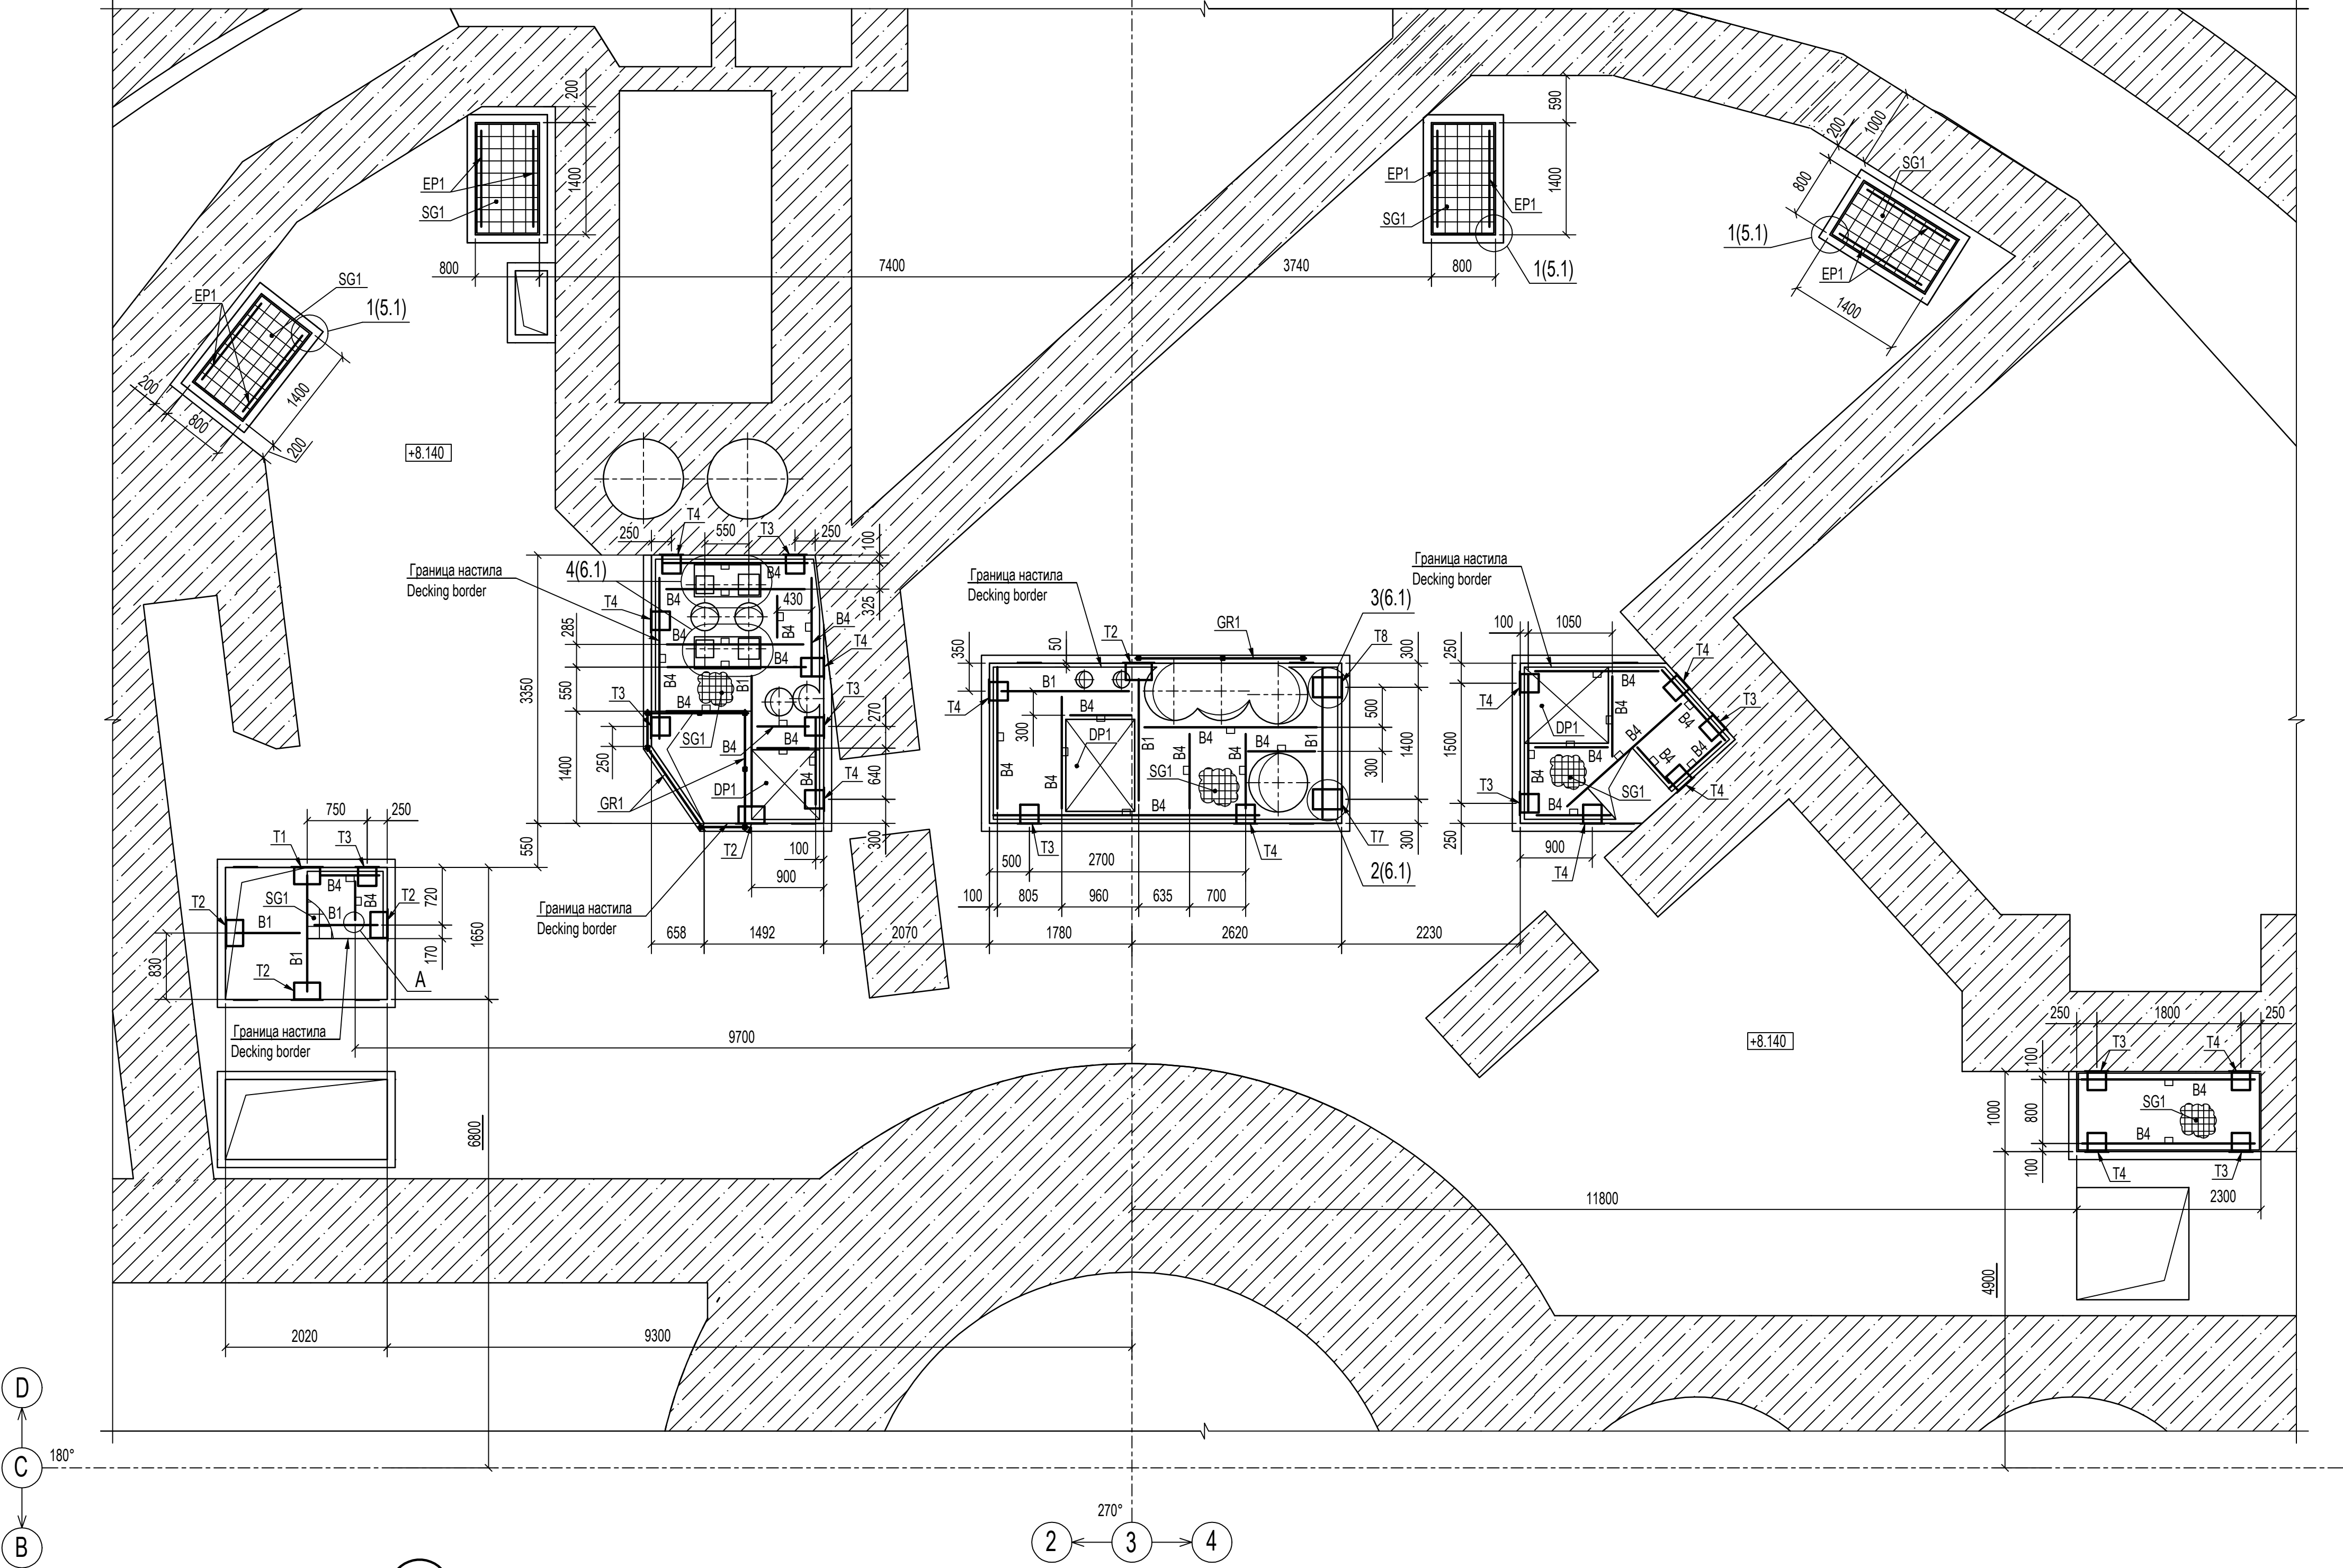 200
590
200
1000
1400
EP1
SG1
EP1
SG1
EP1
1400
800
SG1
1(5.1)
EP1
1400
800
7400
3740
800
1(5.1)
SG1
EP1
1(5.1)
200
1400
800
200
+8.140
250
T4
550
T3
250
100
Граница настила
Decking border
4(6.1)
B4
B4
430
325
T4
B4
B4
B4
285
T4
3350
550
B4
B1
T3
B4
T3
270
SG1
B4
B4
250
1400
GR1
DP1
B4
T4
640
T2
100
300
900
550
Граница настила
Decking border
658
1492
2070
1780
2620
2230
Граница настила
Decking border
350
50
T2
GR1
3(6.1)
T8
300
B1
T4
B4
300
DP1
B1
B4
B4
B4
B4
B4
B1
SG1
500
1400
300
B4
T3
T4
T7
300
2(6.1)
500
2700
100
805
960
635
700
Граница настила
Decking border
100
1050
250
T4
B4
T4
T3
B4
DP1
B4
B4
1500
B4
B4
B4
SG1
T4
T3
B4
250
900
T4
750
250
T1
T3
B4
T2
SG1
B4
T2
B1
B1
720
1650
B1
830
T2
170
A
Граница настила
Decking border
9700
6800
+8.140
250
1800
250
100
T3
T4
B4
SG1
1000
800
B4
100
T4
T3
11800
2300
4900
2020
9300
D
180°
C
B
270°
2
3
4